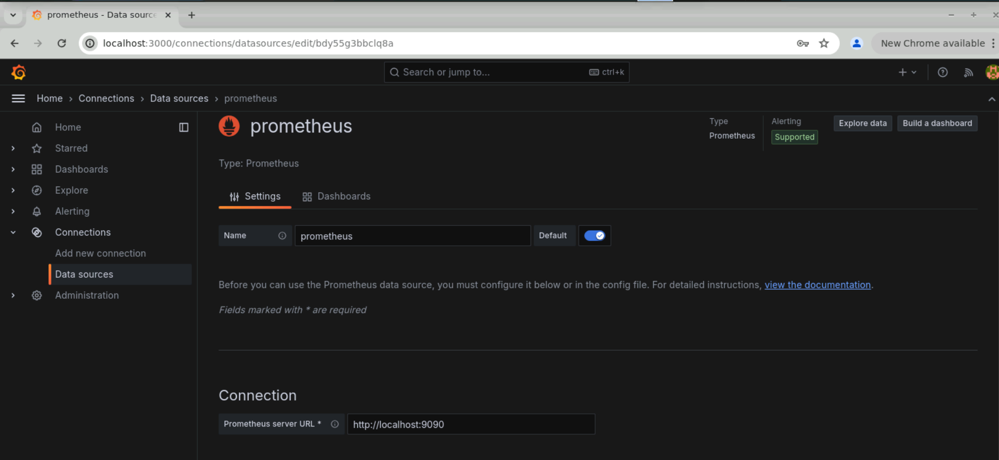 prometheus - Data source
localhost:3000/connections/datasources/edit/bdy55g3bbclq8a
New Chrome available
Search or jump to...
ctrl+k
Home › Connections › Data sources › prometheus
Home
Starred
Dashboards
Explore
Alerting
Connections
Add new connection
Data sources
Administration
prometheus
Type
Prometheus
Alerting
Supported
Explore data
Build a dashboard
Type: Prometheus
Settings
Dashboards
Name
prometheus
Default
Before you can use the Prometheus data source, you must configure it below or in the config file. For detailed instructions, view the documentation.
Fields marked with * are required
Connection
Prometheus server URL *
http://localhost:9090